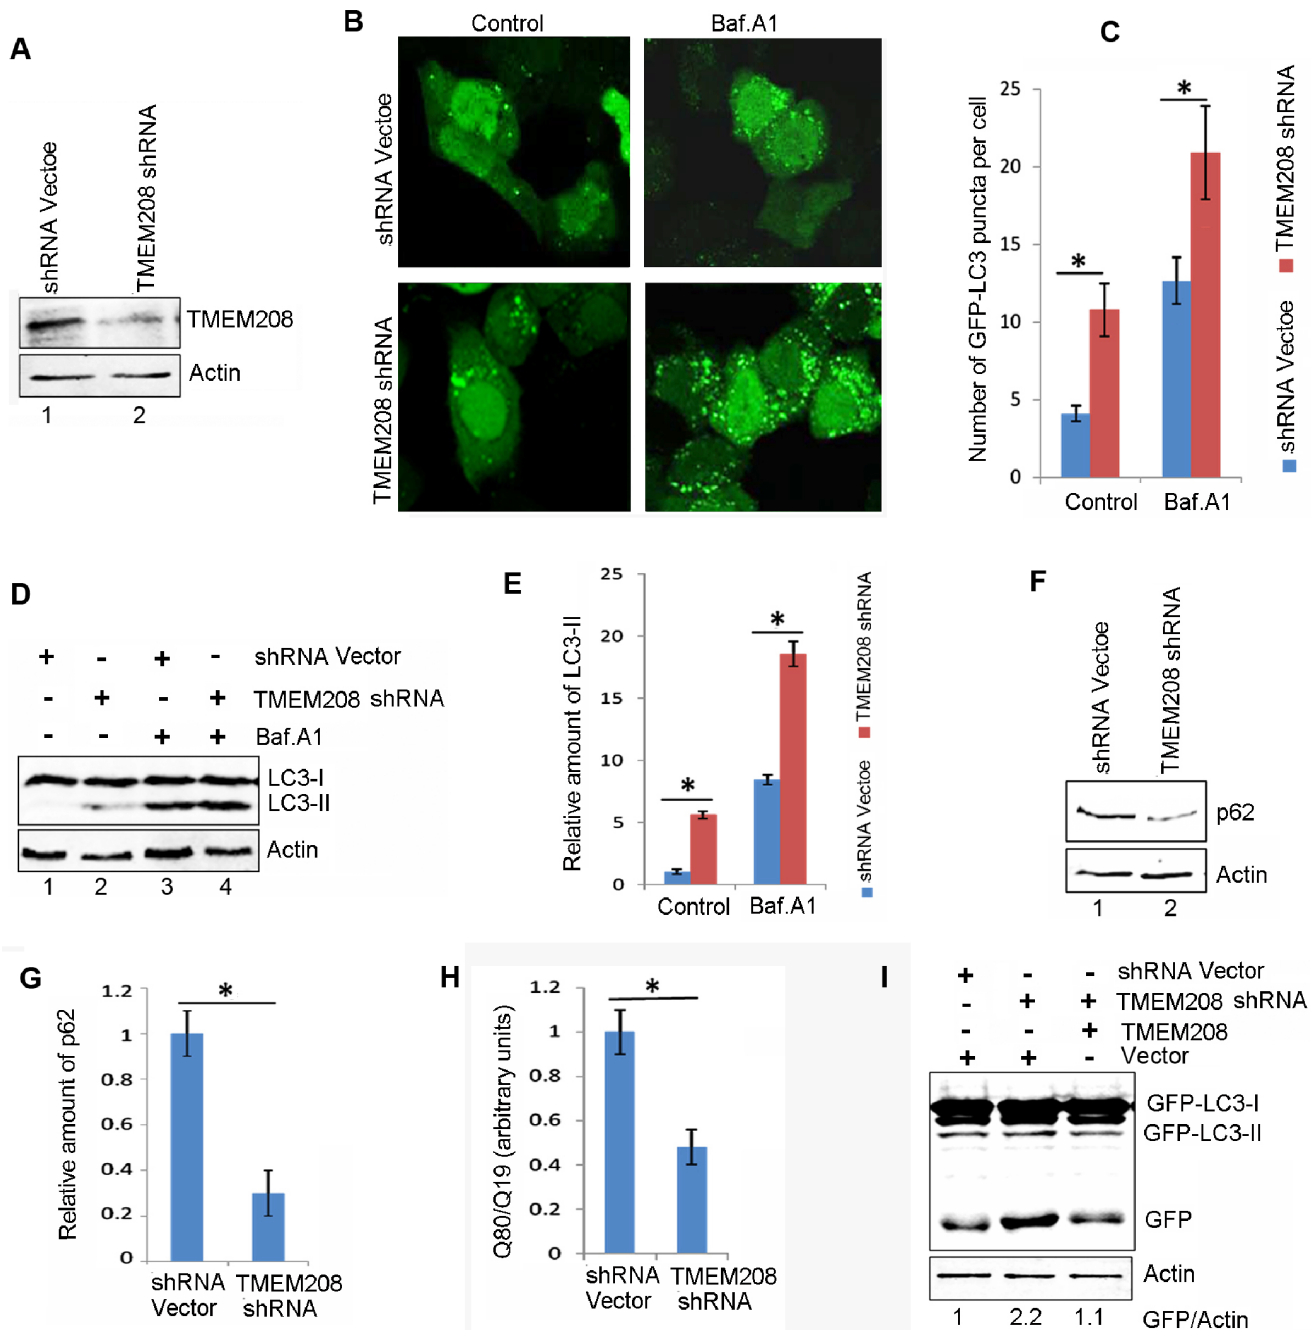 A
shRNA Vectoe
TMEM208 shRNA
TMEM208
Actin
1 2
B
Control Baf.A1
shRNA Vectoe
TMEM208 shRNA
C
Number of GFP-LC3 puncta per cell
25
20
15
10
5
0
* *
Control Baf.A1
shRNA Vectoe
TMEM208 shRNA
D
+ - + - shRNA Vector
- + - + TMEM208 shRNA
- - + + Baf.A1
LC3-I
LC3-II
Actin
1 2 3 4
E
Relative amount of LC3-II
25
20
15
10
5
0
* *
Control Baf.A1
shRNA Vectoe
TMEM208 shRNA
F
shRNA Vectoe
TMEM208 shRNA
p62
Actin
1 2
G
Relative amount of p62
1.2
1
0.8
0.6
0.4
0.2
0
*
shRNA
Vector
TMEM208
shRNA
H
Q80/Q19 (arbitrary units)
1.2
1
0.8
0.6
0.4
0.2
0
*
shRNA
Vector
TMEM208
shRNA
I
+ - - shRNA Vector
- + + TMEM208 shRNA
- - + TMEM208
+ + - Vector
GFP-LC3-I
GFP-LC3-II
GFP
Actin
1 2.2 1.1 GFP/Actin